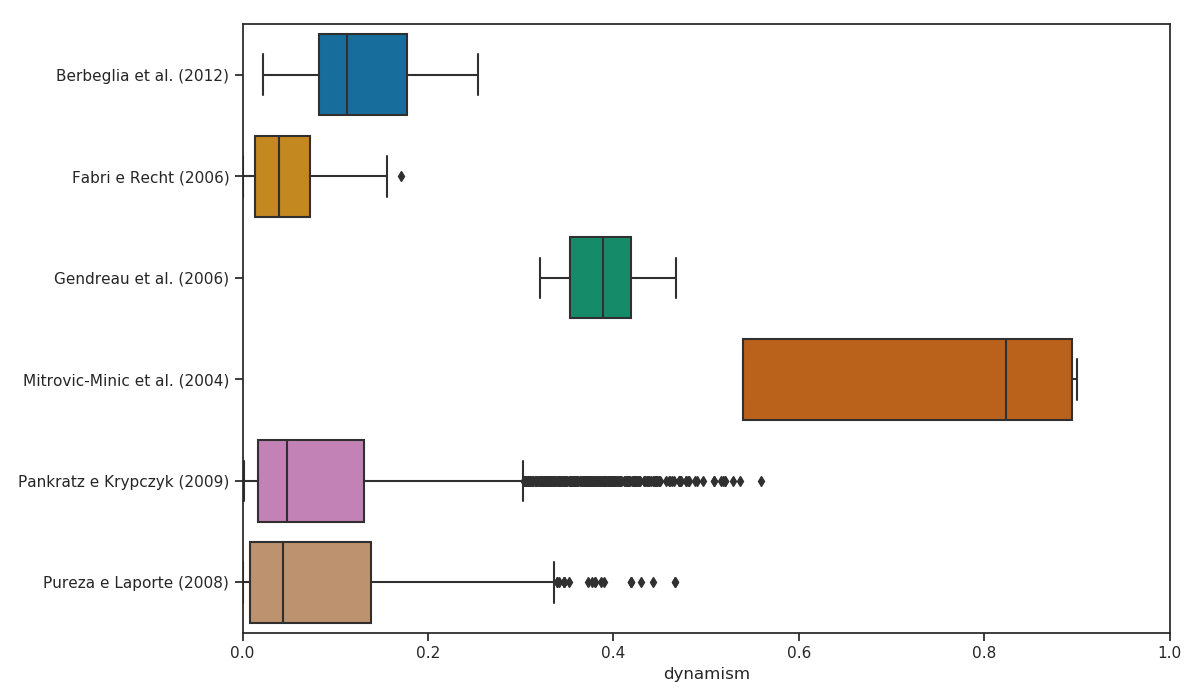 Berbeglia et al. (2012)
Fabri e Recht (2006)
Gendreau et al. (2006)
Mitrovic-Minic et al. (2004)
Pankratz e Krypczyk (2009)
Pureza e Laporte (2008)
0.0 0.2 0.4 0.6 0.8 1.0
dynamism